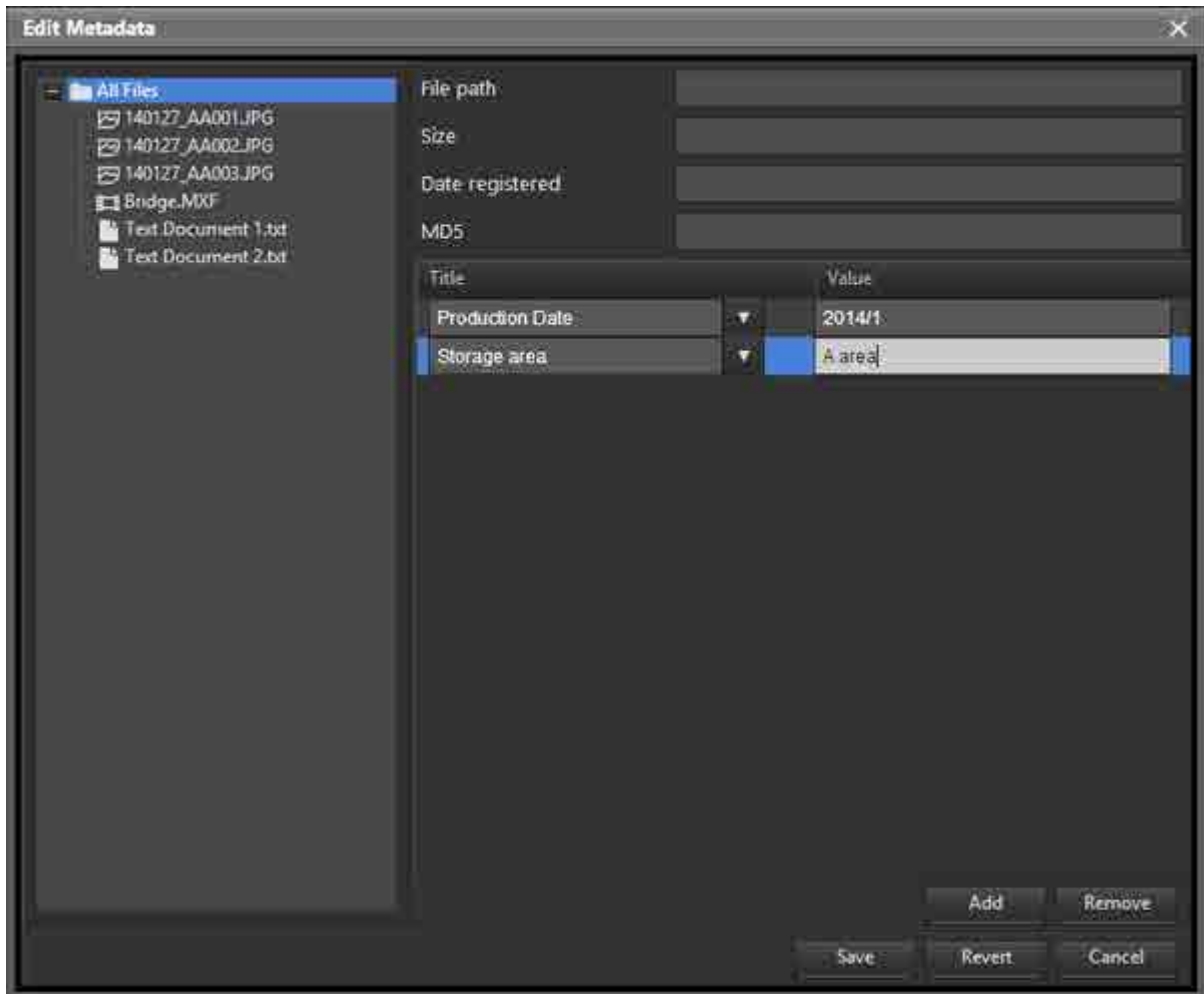 Edit Metadata
All Files
140127_AA001.JPG
140127_AA002.JPG
140127_AA003.JPG
Bridge.MXF
Text Document 1.txt
Text Document 2.txt
File path
Size
Date registered
MD5
Title Value
Production Date 2014/1
Storage area A area
Add Remove
Save Revert Cancel